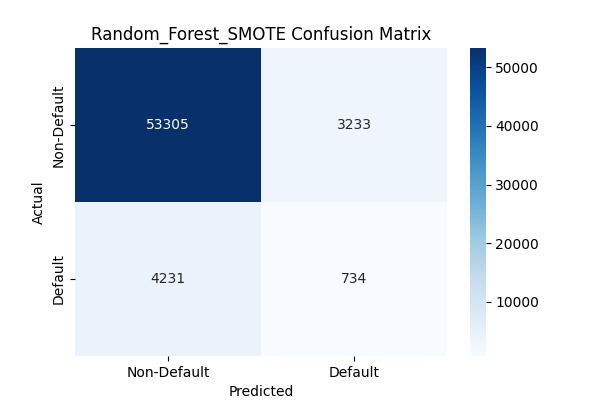 Random_Forest_SMOTE Confusion Matrix
Actual
Non-Default
53305
3233
Default
4231
734
Non-Default
Default
Predicted
50000
40000
30000
20000
10000